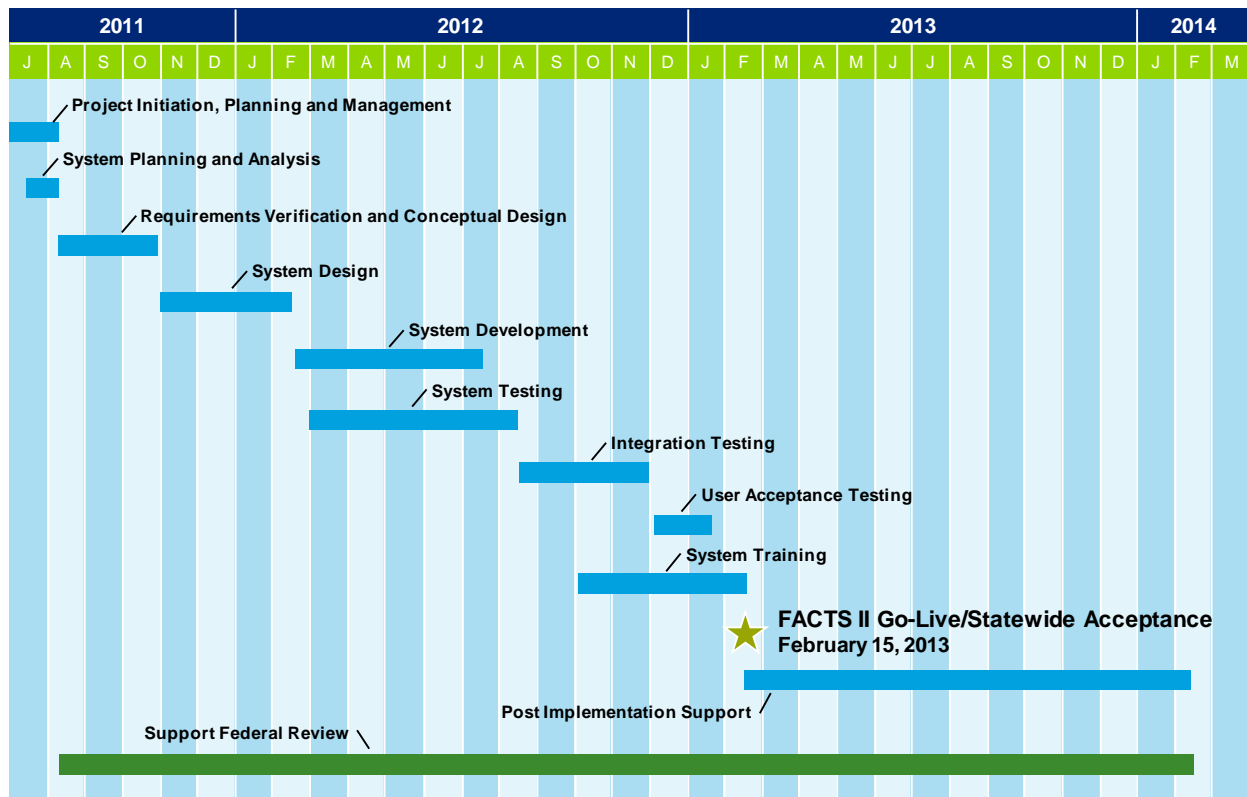 2011 2012 2013 2014
J A S O N D J F M A M J J A S O N D J F M A M J J A S O N D J F M
Project Initiation, Planning and Management
System Planning and Analysis
Requirements Verification and Conceptual Design
System Design
System Development
System Testing
Integration Testing
User Acceptance Testing
System Training
FACTS II Go-Live/Statewide Acceptance
February 15, 2013
Post Implementation Support
Support Federal Review